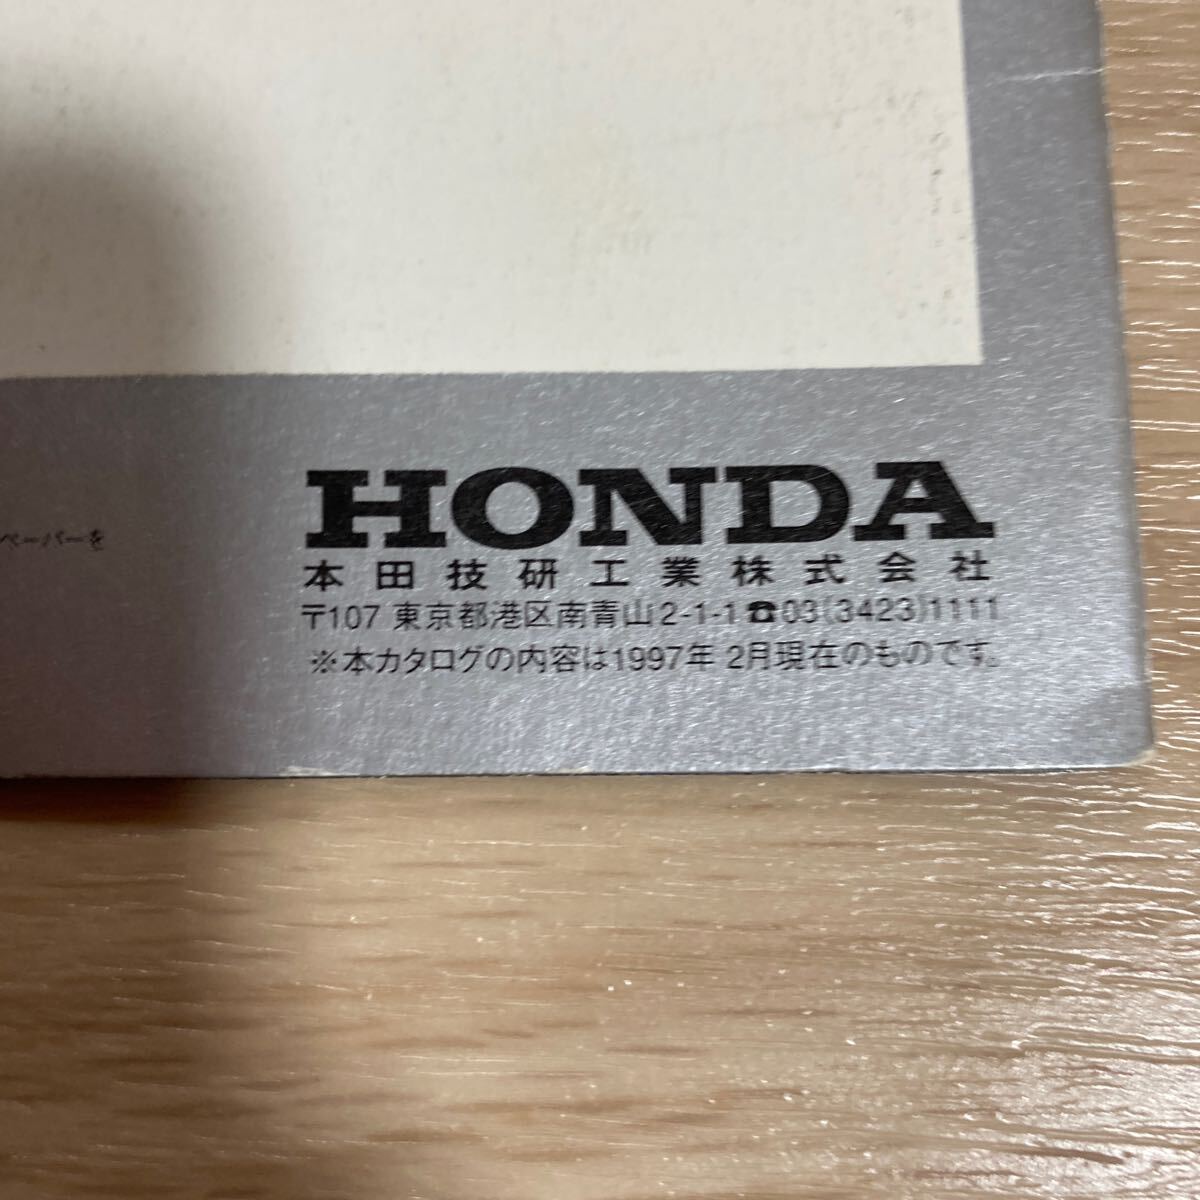 HONDA
本田技研工業株式会社
〒107 東京都港区南青山2-1-1☎03(3423)1111
※本カタログの内容は1997年 2月現在のものです。
ペーパーを